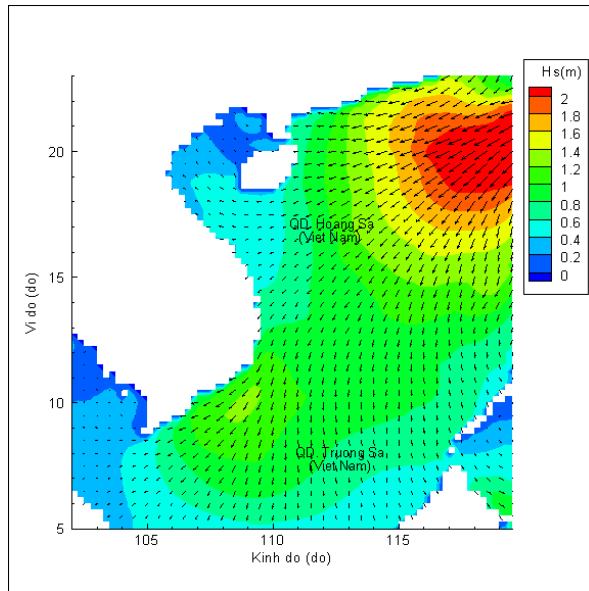 Hs(m)
2
1.8
1.6
1.4
1.2
1
0.8
0.6
0.4
0.2
0
20
15
10
5
Vi do (do)
QD. Hoang Sa
(Viet Nam)
QD. Truong Sa
(Viet Nam)
105
110
115
Kinh do (do)